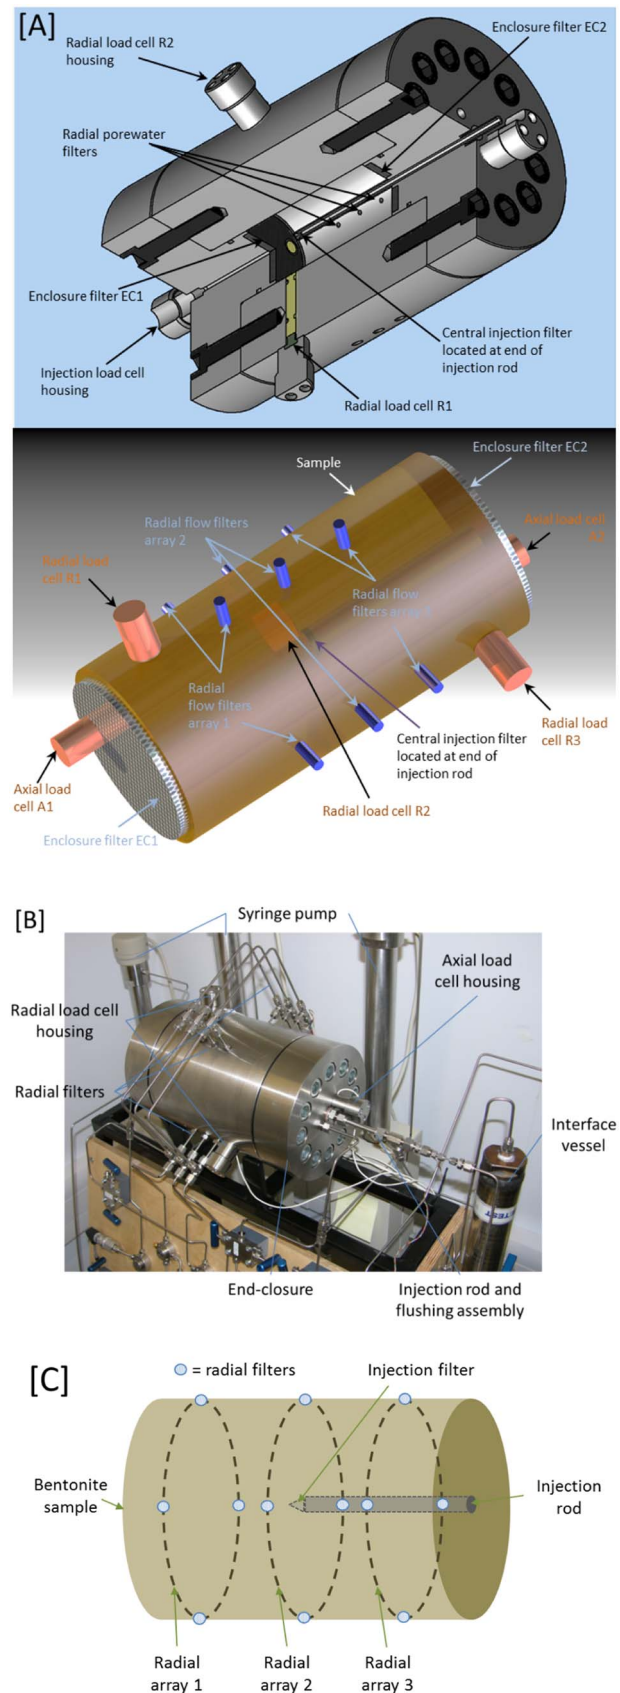 [A]
Radial load cell R2
housing
Enclosure filter EC2
Radial porewater
filters
Enclosure filter EC1
Injection load cell
housing
Central injection filter
located at end of
injection rod
Radial load cell R1
Sample
Enclosure filter EC2
Radial flow filters
array 2
Axial load cell
Radial load
cell R1
Radial flow
filters array
Radial
flow filters
array 1
Central injection filter
located at end of
injection rod
Radial load
cell R3
Axial load
cell A1
Radial load cell R2
Enclosure filter EC1
[B]
Syringe pump
Axial load
cell housing
Radial load cell
housing
Radial filters
Interface
vessel
TEST
End-closure
Injection rod and
flushing assembly
[C]
= radial filters
Injection filter
Bentonite
sample
Injection
rod
Radial
array 1
Radial
array 2
Radial
array 3